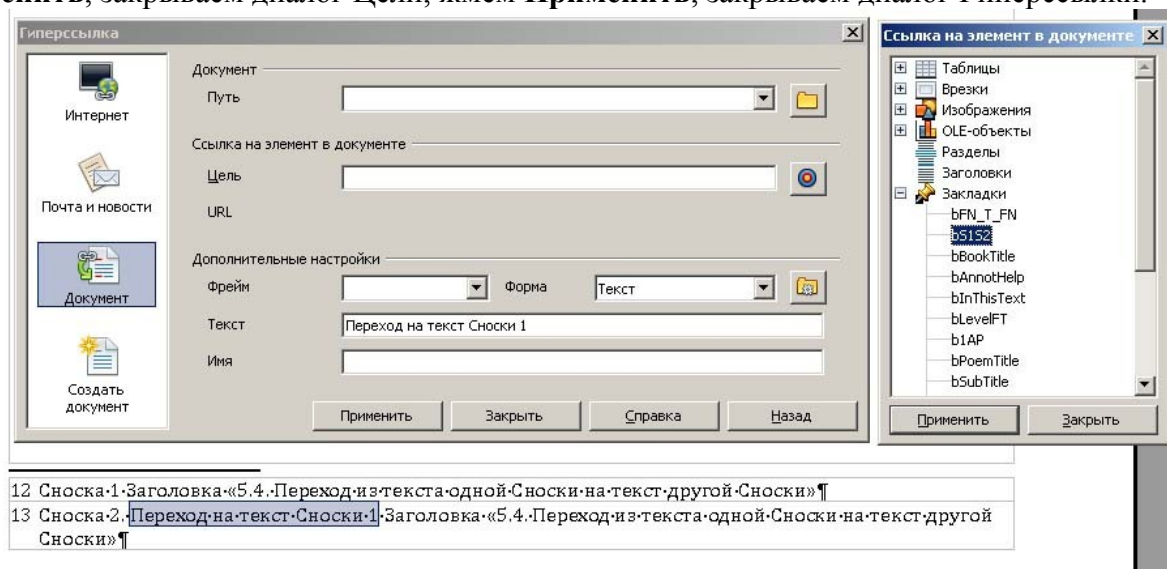 закрываем диалог Цели, жмём Применить, закрываем диалог Гиперссылки.
Гиперссылка
Интернет
Почта и новости
Документ
Создать
документ
Документ
Путь
Ссылка на элемент в документе
Цель
URL
Дополнительные настройки
Фрейм
Форма
Текст
Текст
Переход на текст Сноски 1
Имя
Применить
Закрыть
Справка
Назад
Ссылка на элемент в документе
Таблицы
Врезки
Изображения
OLE-объекты
Разделы
Заголовки
Закладки
bFN_T_FN
bS1S2
bBookTitle
bAnnotHelp
bInThisText
bLevelFT
b1AP
bPoemTitle
bSubTitle
Применить
Закрыть
12 Сноска·1·Заголовка·«5.4.·Переход·из·текста·одной·Сноски·на·текст·другой·Сноски»¶
13 Сноска·2.·Переход·на·текст·Сноски·1·Заголовка·«5.4.·Переход·из·текста·одной·Сноски·на·текст·другой
Сноски»¶